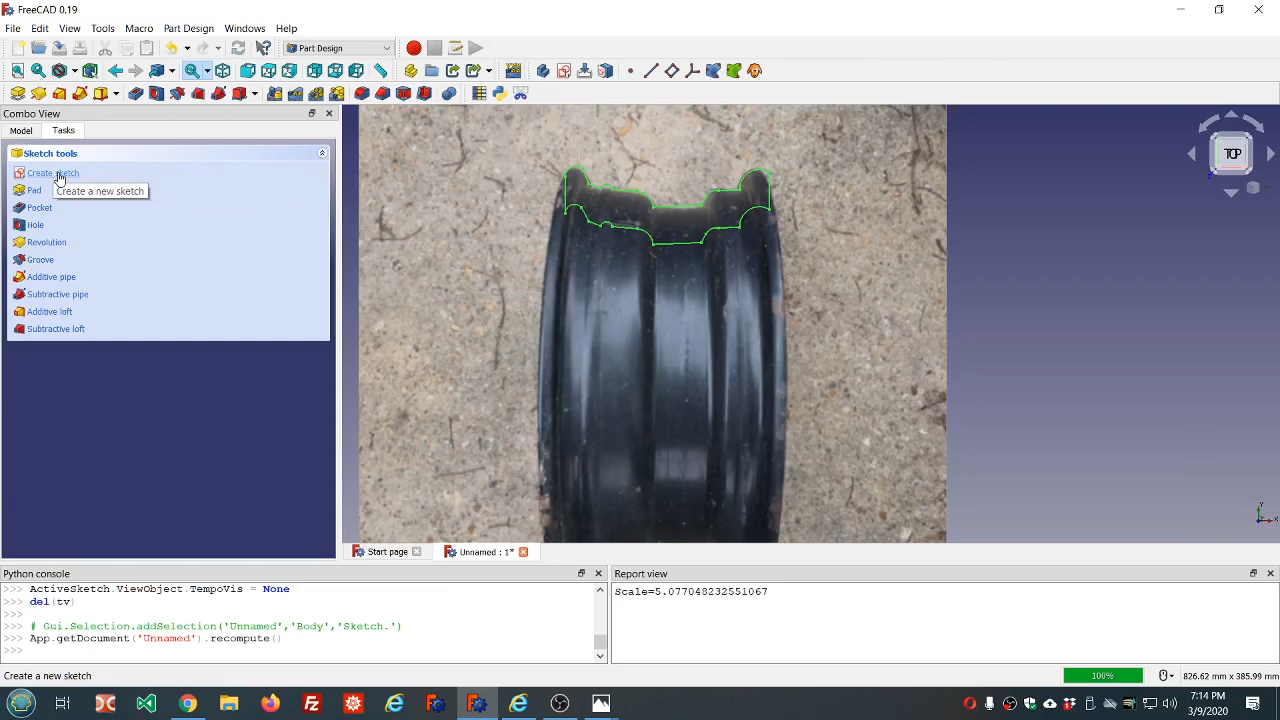 FreeCAD 0.19
File Edit View Tools Macro Part Design Windows Help
Part Design
Combo View
Model Tasks
Sketch tools
Create sketch
Create a new sketch
Pad
Pocket
Hole
Revolution
Groove
Additive pipe
Subtractive pipe
Additive loft
Subtractive loft
TOP
Start page
Unnamed : 1*
Python console
>>> ActiveSketch.ViewObject.TempoVis = None
>>> del(tv)
>>>
>>> # Gui.Selection.addSelection('Unnamed','Body','Sketch.')
>>> App.getDocument('Unnamed').recompute()
>>>
Report view
Scale=5.077048232551067
Create a new sketch
100%
826.62 mm x 385.99 mm
7:14 PM
3/9/2020